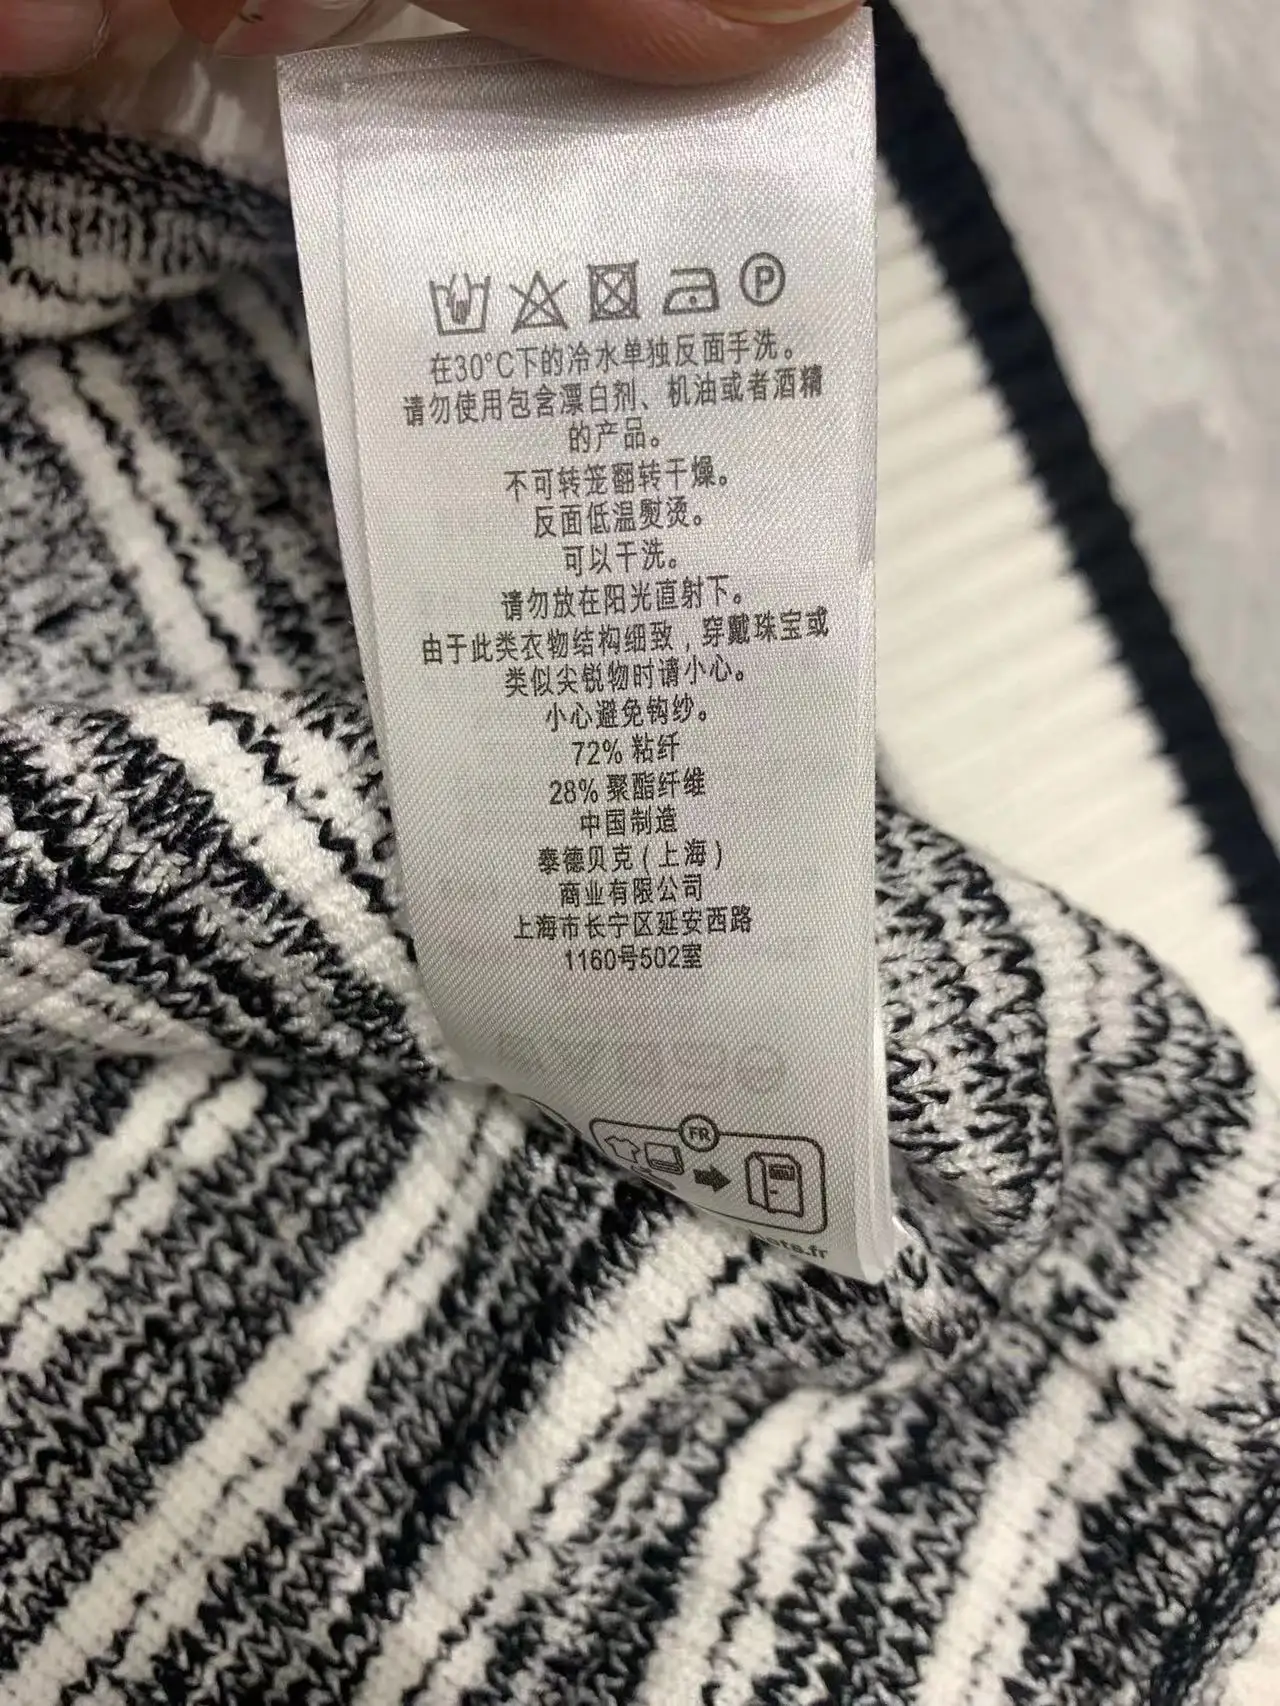 P
在30°C下的冷水单独反面手洗。
请勿使用包含漂白剂、机油或者酒精
的产品。
不可转笼翻转干燥。
反面低温熨烫。
可以干洗。
请勿放在阳光直射下。
由于此类衣物结构细致，穿戴珠宝或
类似尖锐物时请小心。
小心避免钩纱。
72% 粘纤
28% 聚酯纤维
中国制造
泰德贝克（上海）
商业有限公司
上海市长宁区延安西路
1160号502室
FR
.fr